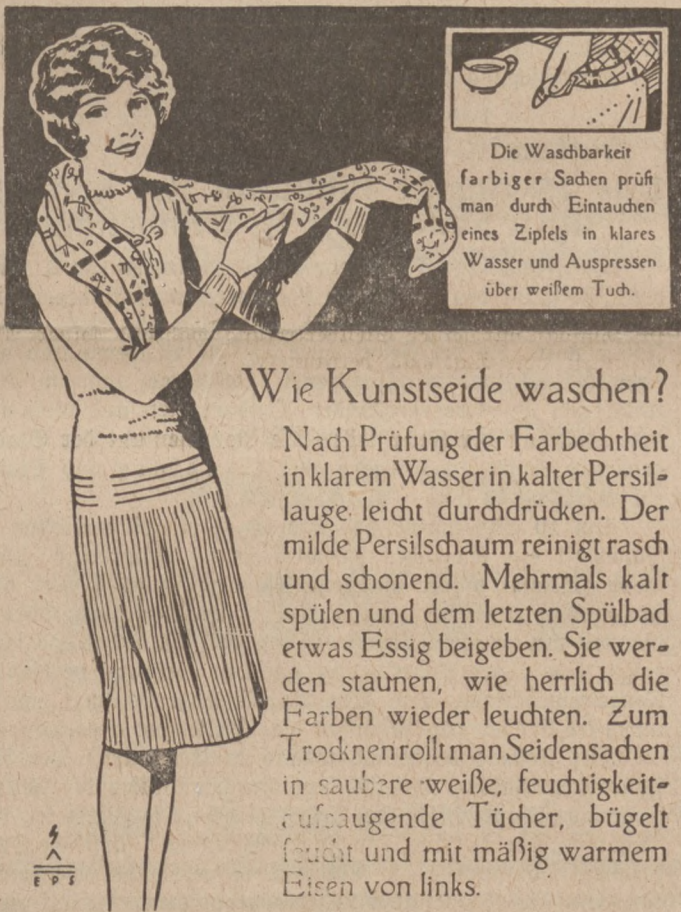 Die Waschbarkeit
farbiger Sachen prüft
man durch Eintauchen
eines Zipfels in klares
Wasser und Auspressen
über weißem Tuch.
Wie Kunstseide waschen?
Nach Prüfung der Farbechtheit
in klarem Wasser in kalter Persil-
lauge leicht durchdrücken. Der
milde Persilschaum reinigt rasch
und schonend. Mehrmals kalt
spülen und dem letzten Spülbad
etwas Essig beigeben. Sie wer-
den staunen, wie herrlich die
Farben wieder leuchten. Zum
Trocknen rollt man Seidensachen
in saubere weiße, feuchtigkeit-
aufsaugende Tücher, bügelt
feucht und mit mäßig warmem
Eisen von links.
EPS